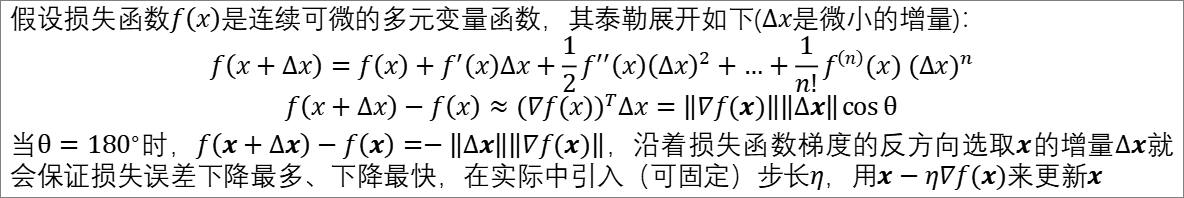 假设损失函数𝑓(𝑥)是连续可微的多元变量函数，其泰勒展开如下(Δ𝑥是微小的增量)：
𝑓(𝑥 + Δ𝑥) = 𝑓(𝑥) + 𝑓′(𝑥)Δ𝑥 + 1/2 𝑓′′(𝑥)(Δ𝑥)² + … + 1/𝑛! 𝑓⁽ⁿ⁾(𝑥) (Δ𝑥)ⁿ
𝑓(𝑥 + Δ𝑥) − 𝑓(𝑥) ≈ (∇𝑓(𝑥))ᵀΔ𝑥 = ‖∇𝑓(𝒙)‖‖Δ𝒙‖ cos θ
当θ = 180°时，𝑓(𝒙 + Δ𝒙) − 𝑓(𝒙) =− ‖Δ𝒙‖‖∇𝑓(𝒙)‖，沿着损失函数梯度的反方向选取𝒙的增量Δ𝒙就
会保证损失误差下降最多、下降最快，在实际中引入（可固定）步长𝜂，用𝒙 − 𝜂∇𝑓(𝒙)来更新𝒙